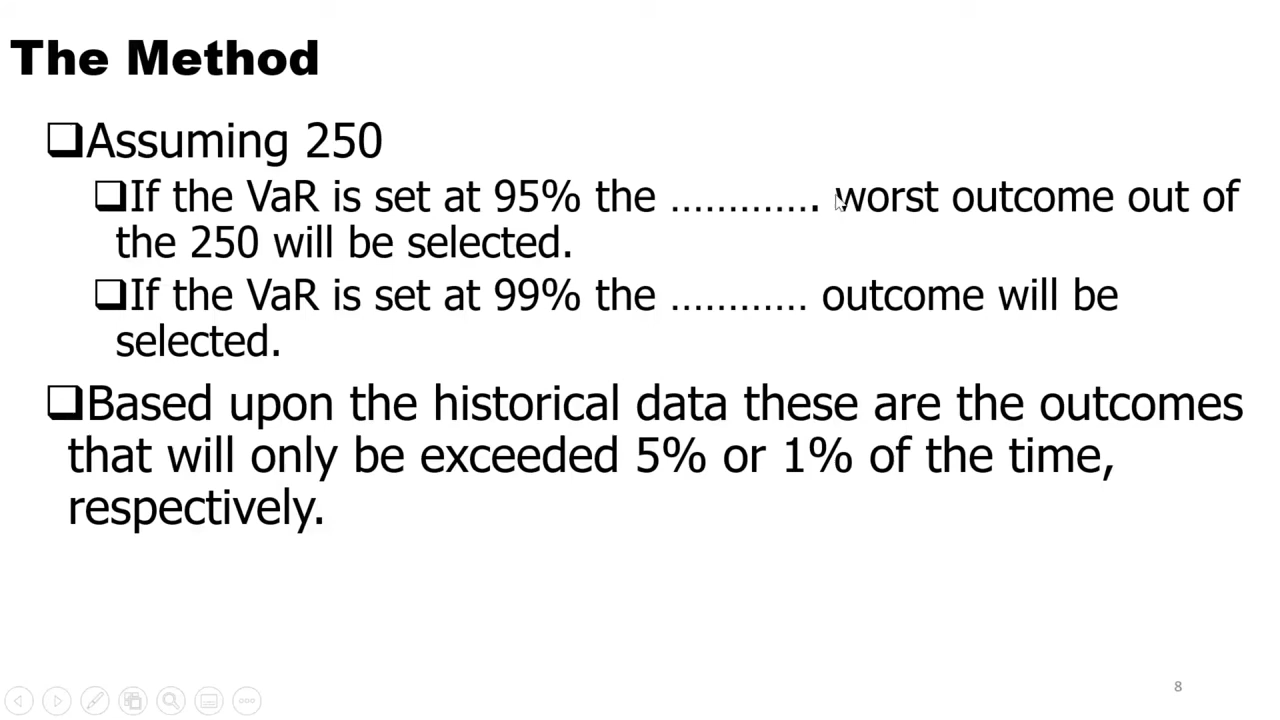 The Method
❑Assuming 250
❑If the VaR is set at 95% the …………. worst outcome out of
the 250 will be selected.
❑If the VaR is set at 99% the ………… outcome will be
selected.
❑Based upon the historical data these are the outcomes
that will only be exceeded 5% or 1% of the time,
respectively.
8